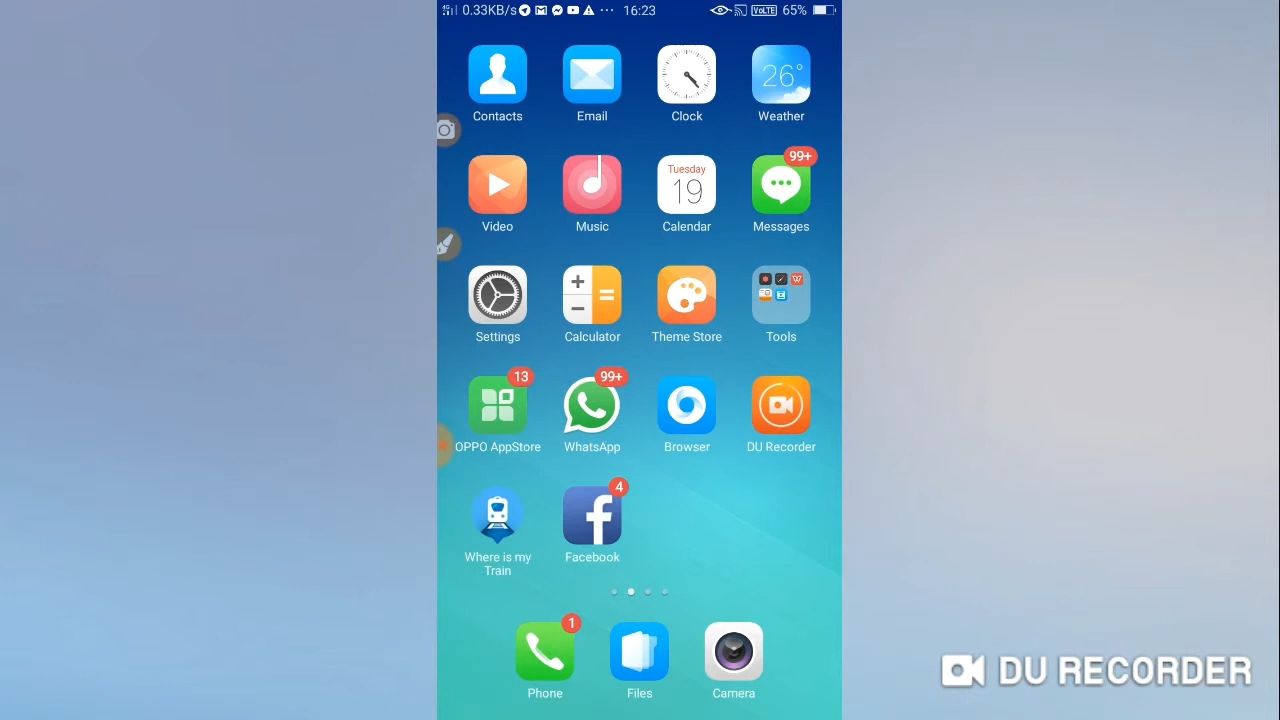 4G 0.33KB/s ... 16:23 VoLTE 65%
26°
Contacts Email Clock Weather
Tuesday 99+
19
Video Music Calendar Messages
Settings Calculator Theme Store Tools
13 99+
OPPO AppStore WhatsApp Browser DU Recorder
4
Where is my Facebook
Train
1
Phone Files Camera
DU RECORDER